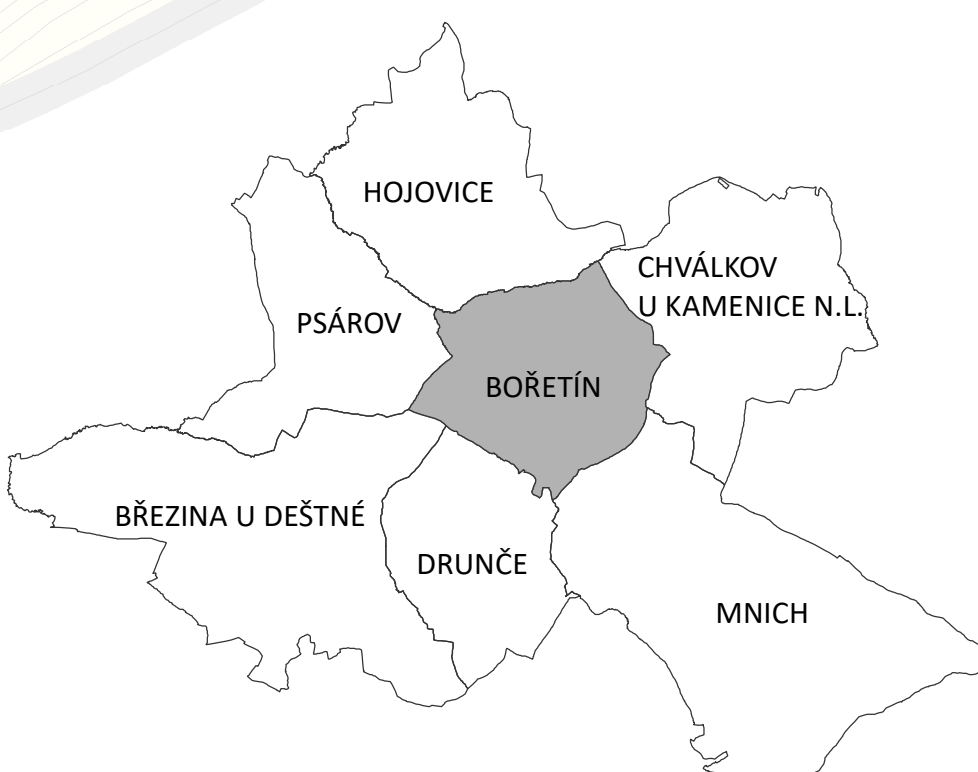 HOJOVICE
CHVÁLKOV
U KAMENICE N.L.
PSÁROV
BOŘETÍN
BŘEZINA U DEŠTNÉ
DRUNČE
MNICH